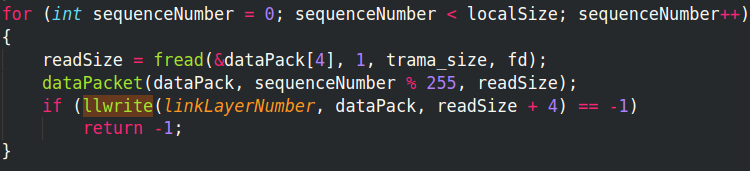 for (int sequenceNumber = 0; sequenceNumber < localSize; sequenceNumber++)
{
    readSize = fread(&dataPack[4], 1, trama_size, fd);
    dataPacket(dataPack, sequenceNumber % 255, readSize);
    if (llwrite(linkLayerNumber, dataPack, readSize + 4) == -1)
        return -1;
}